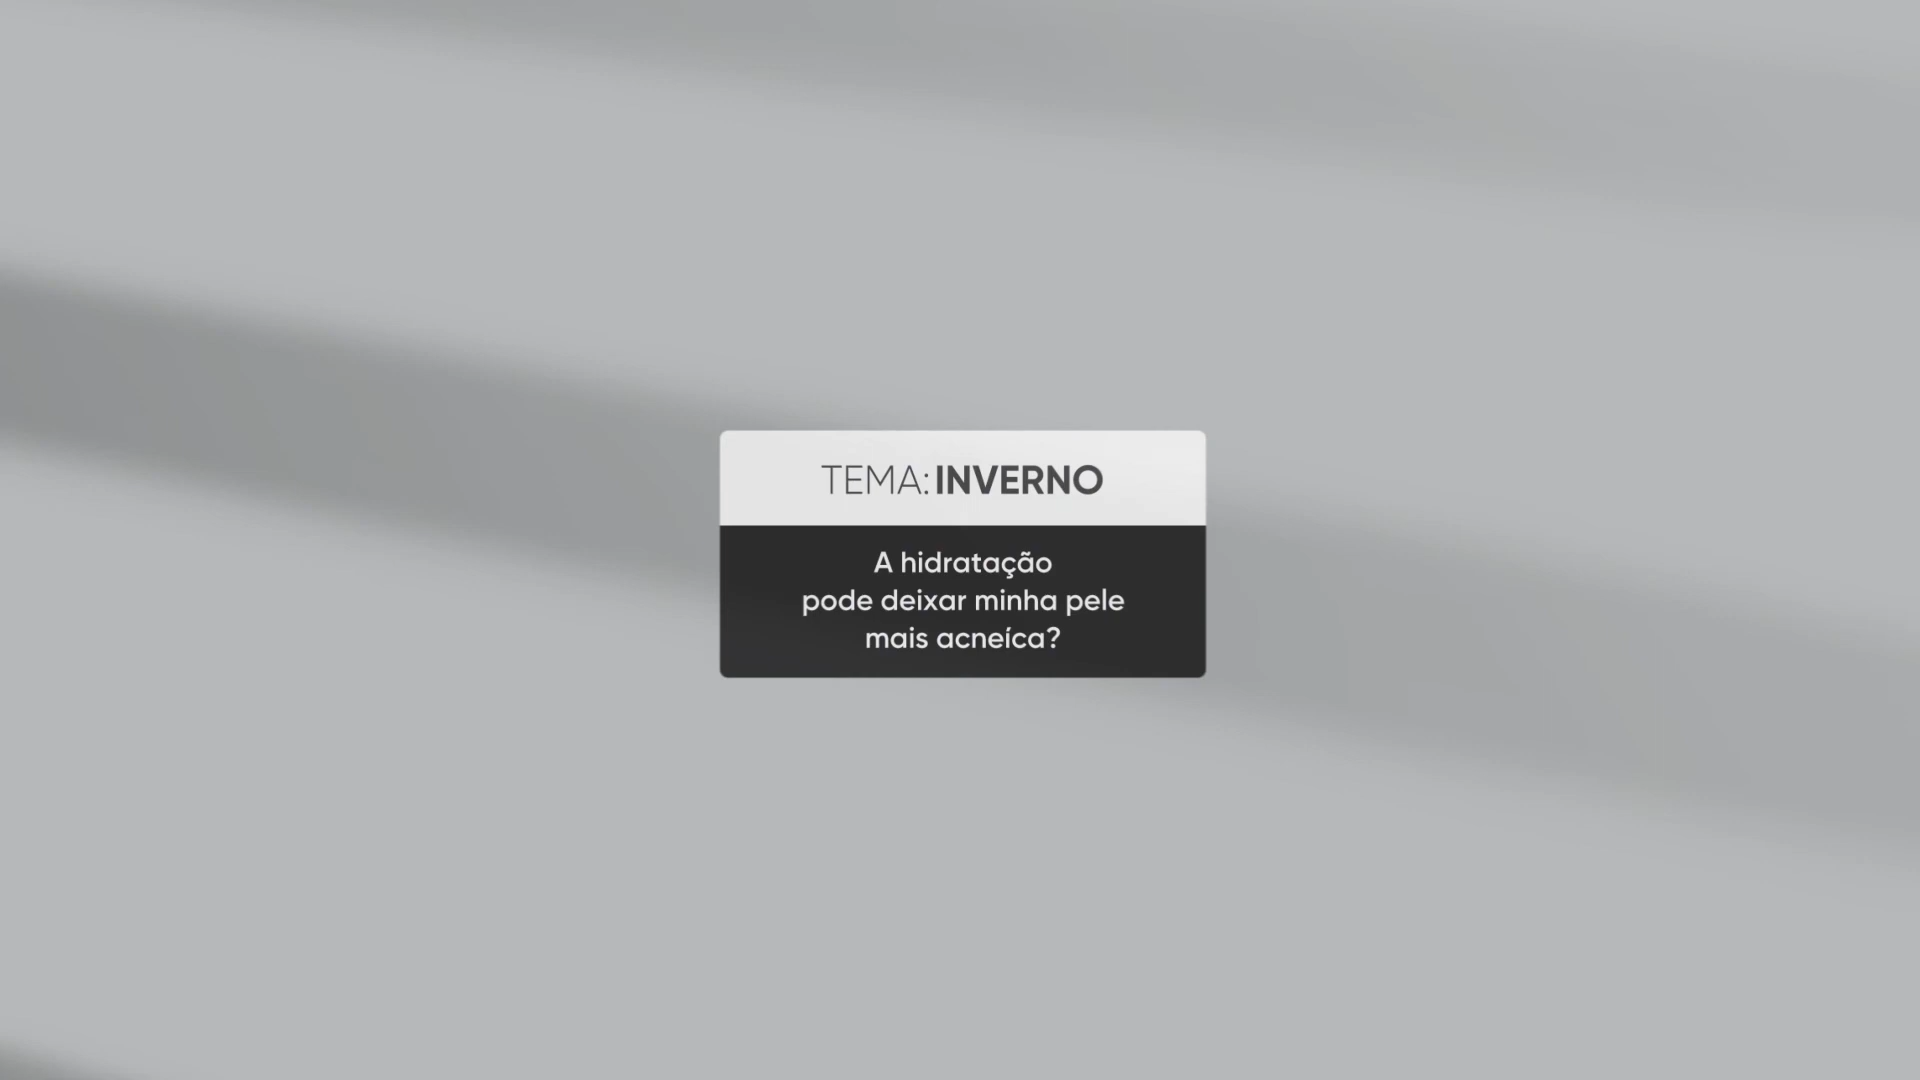 TEMA: INVERNO
A hidratação
pode deixar minha pele
mais acneíca?